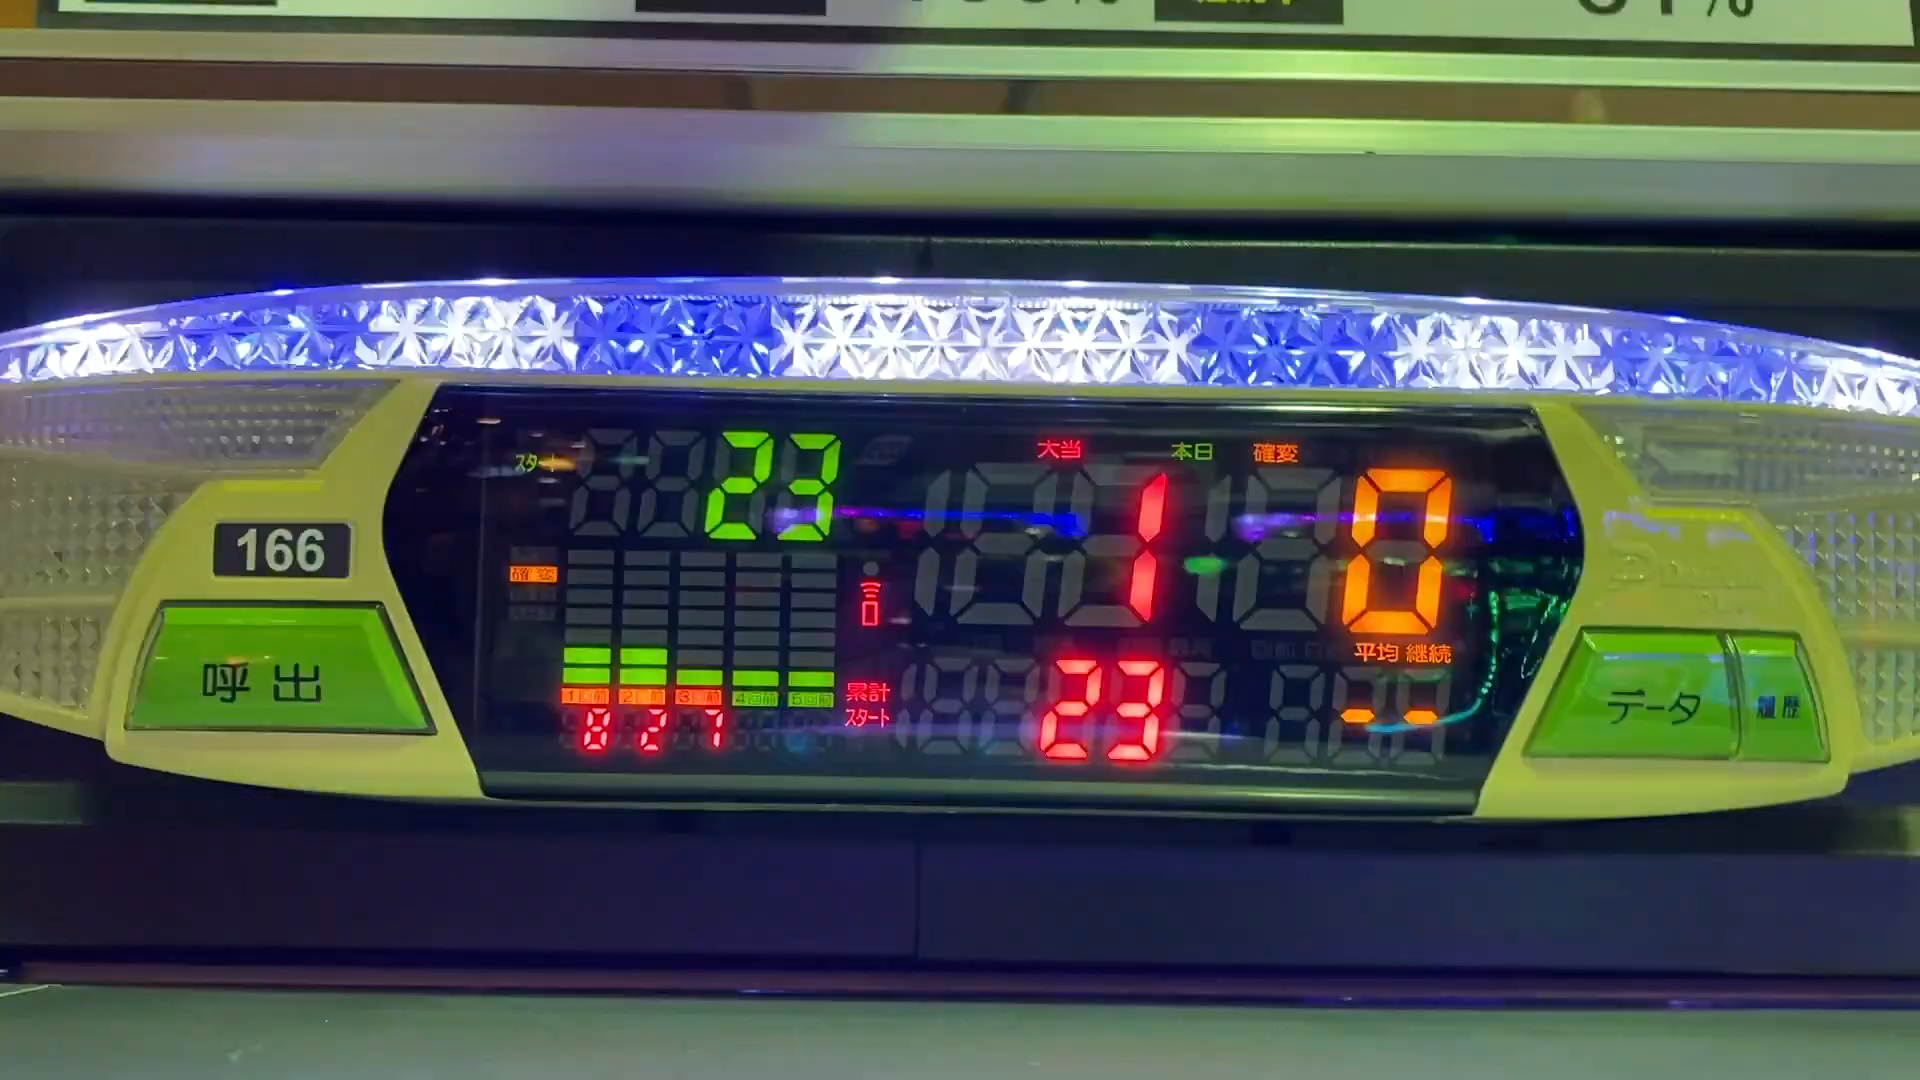 スタート 23
大当 本日 確変
1 0
166
確変
呼出
1回前 2回前 3回前 4回前 5回前
8 2 7
累計
スタート
23
平均 継続
--
データ 履歴